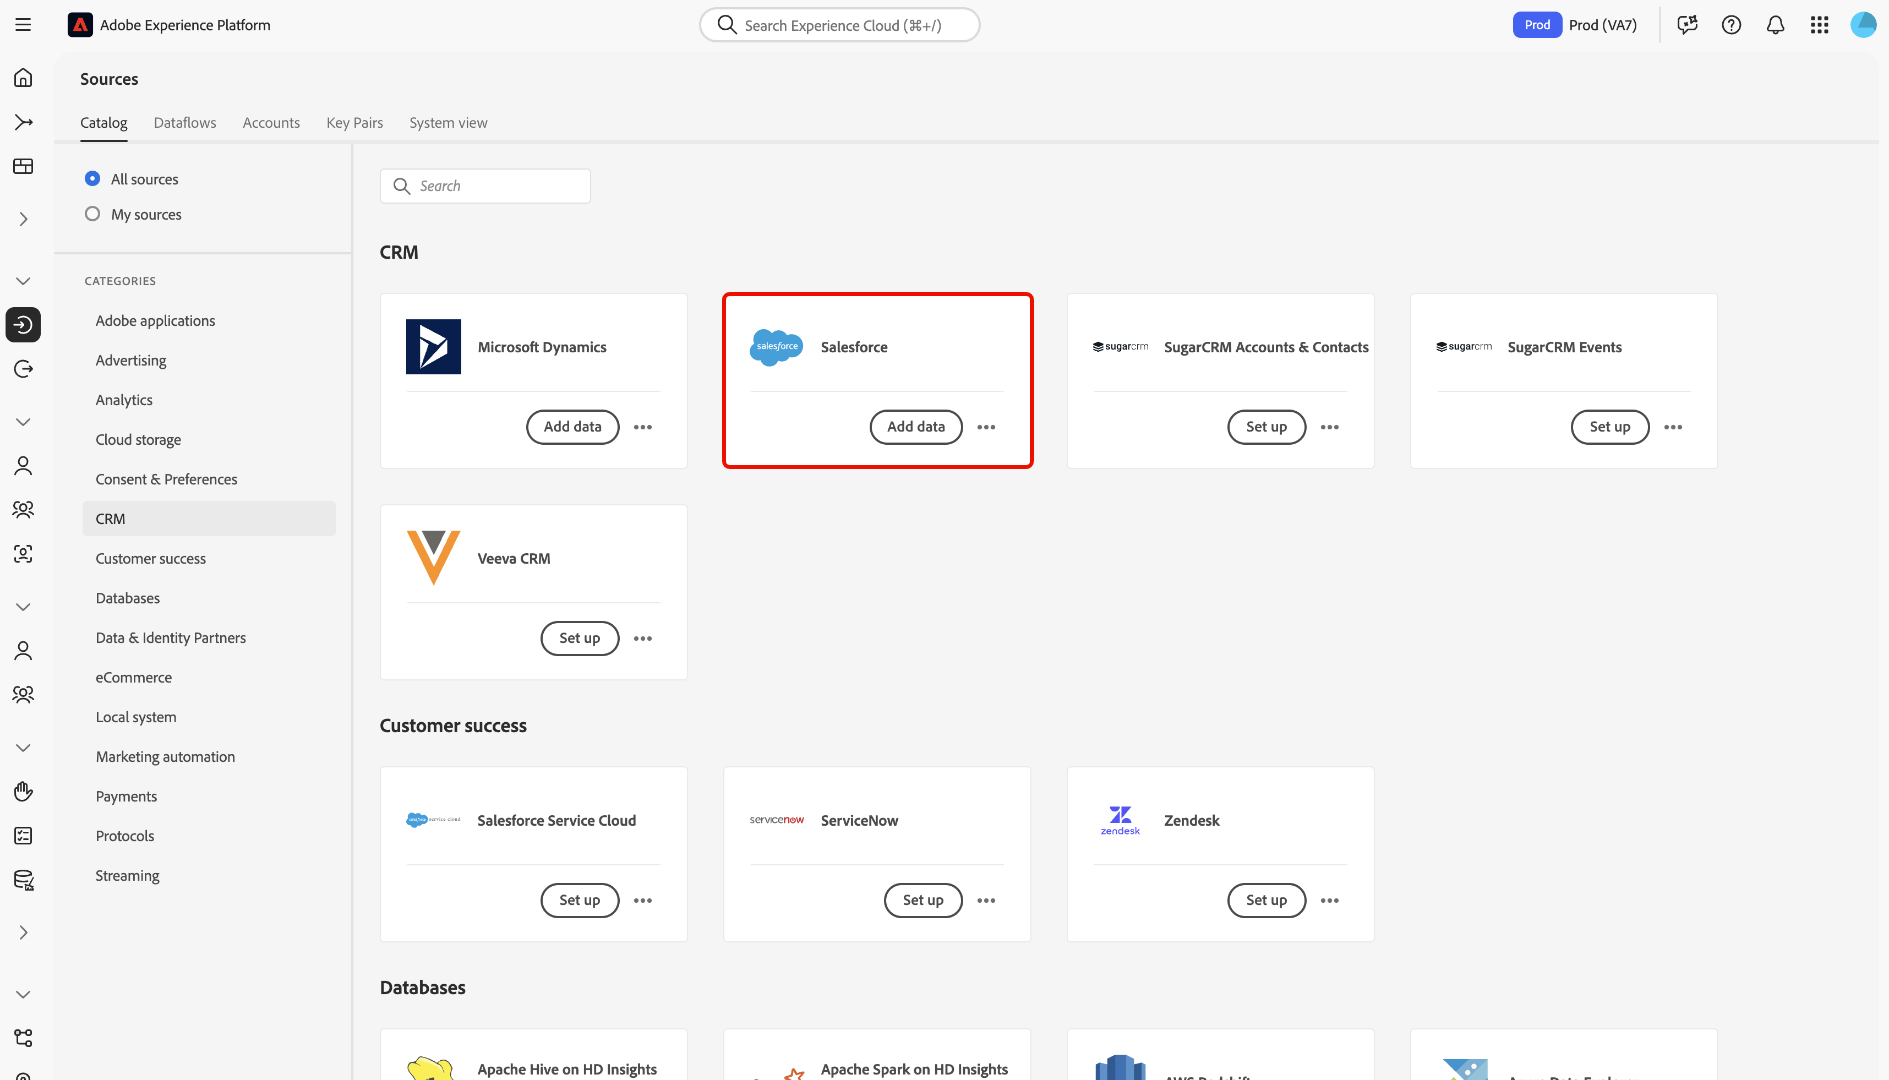 Adobe Experience Platform
Search Experience Cloud (⌘+/)
Prod
Prod (VA7)
Sources
Catalog
Dataflows
Accounts
Key Pairs
System view
All sources
My sources
CATEGORIES
Adobe applications
Advertising
Analytics
Cloud storage
Consent & Preferences
CRM
Customer success
Databases
Data & Identity Partners
eCommerce
Local system
Marketing automation
Payments
Protocols
Streaming
Search
CRM
Microsoft Dynamics
Add data
salesforce
Salesforce
Add data
sugarcrm
SugarCRM Accounts & Contacts
Set up
sugarcrm
SugarCRM Events
Set up
Veeva CRM
Set up
Customer success
Salesforce Service Cloud
Set up
servicenow
ServiceNow
Set up
zendesk
Zendesk
Set up
Databases
Apache Hive on HD Insights
Apache Spark on HD Insights
AWS Redshift
Azure Data Explorer